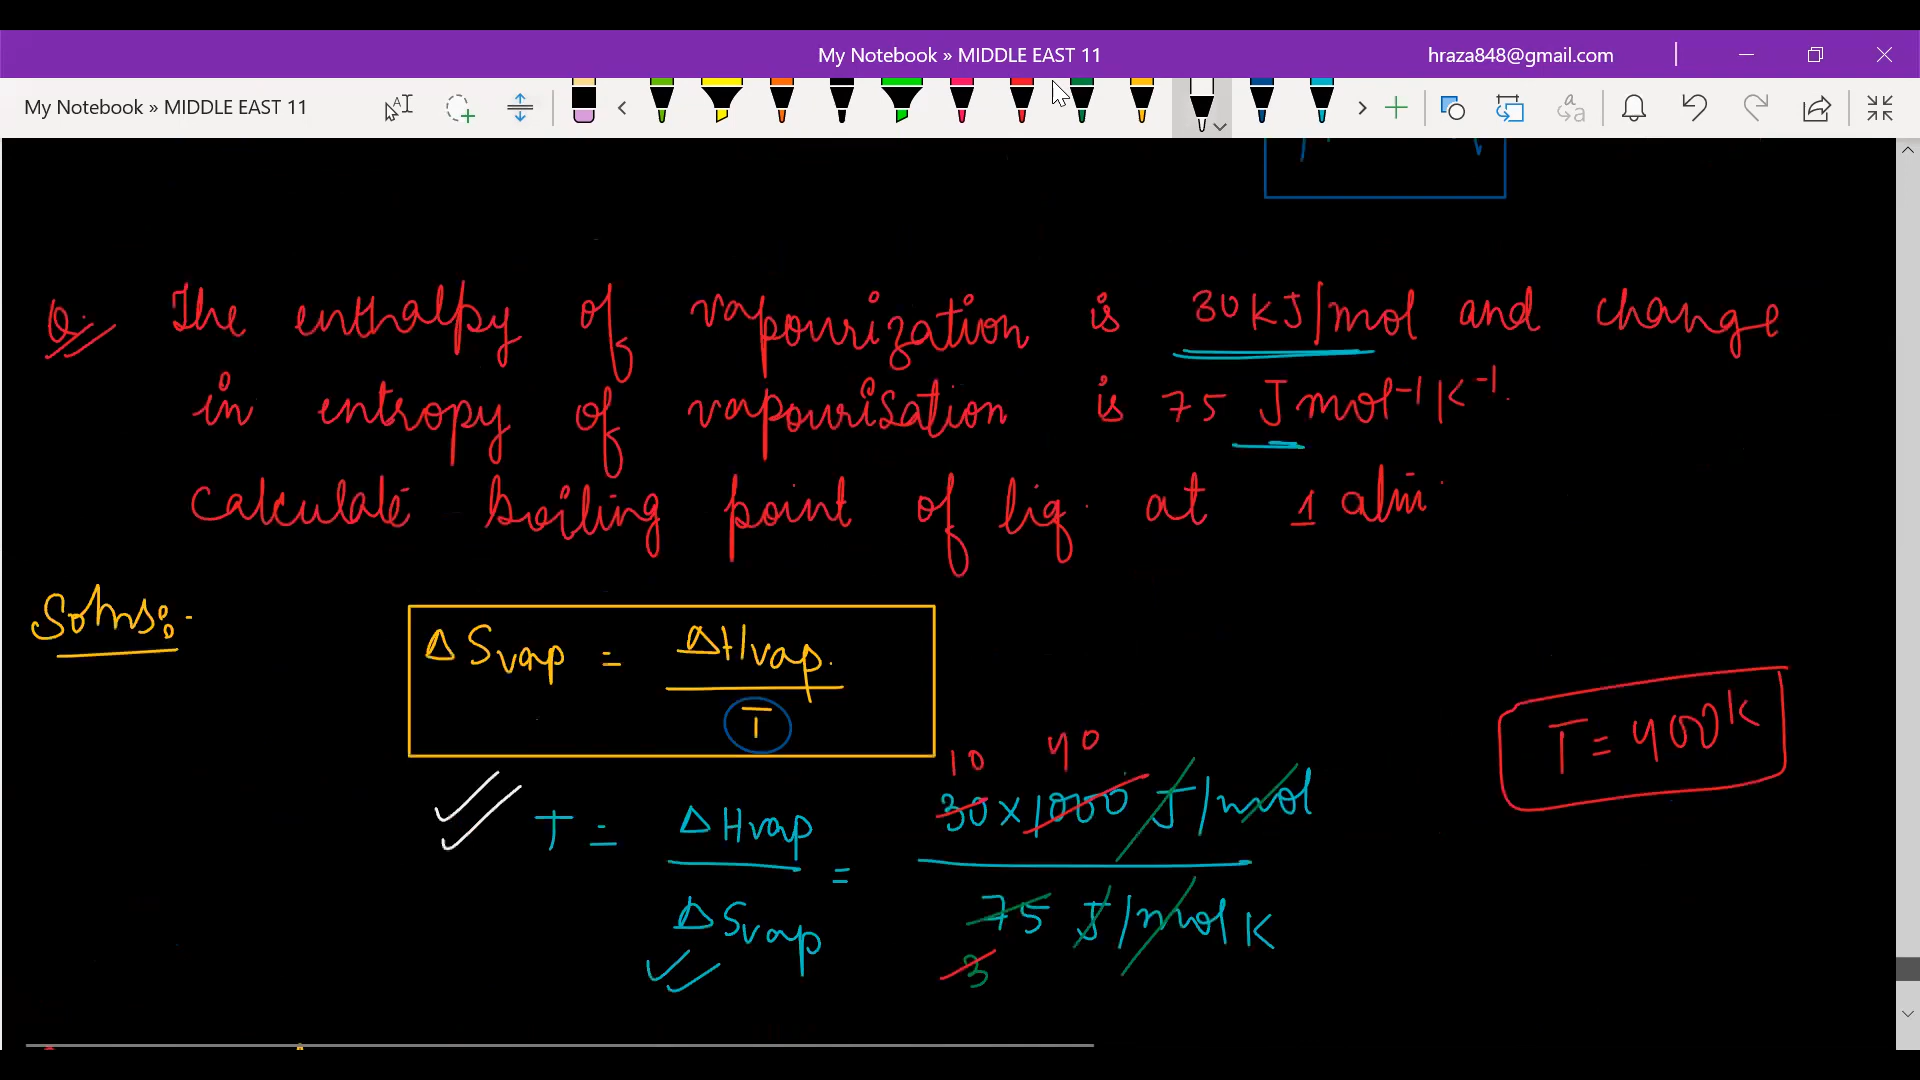 My Notebook » MIDDLE EAST 11
hraza848@gmail.com
My Notebook » MIDDLE EAST 11
Q. The enthalpy of vapourization is 30KJ/mol and change
in entropy of vapourisation is 75 J mol⁻¹ K⁻¹.
Calculate boiling point of liq. at 1 atm.
Solns:-
ΔSvap = ΔHvap. / T
10 40
T = ΔHvap / ΔSvap = 30 x 1000 J/mol / 75 J/mol K
3
T = 400K